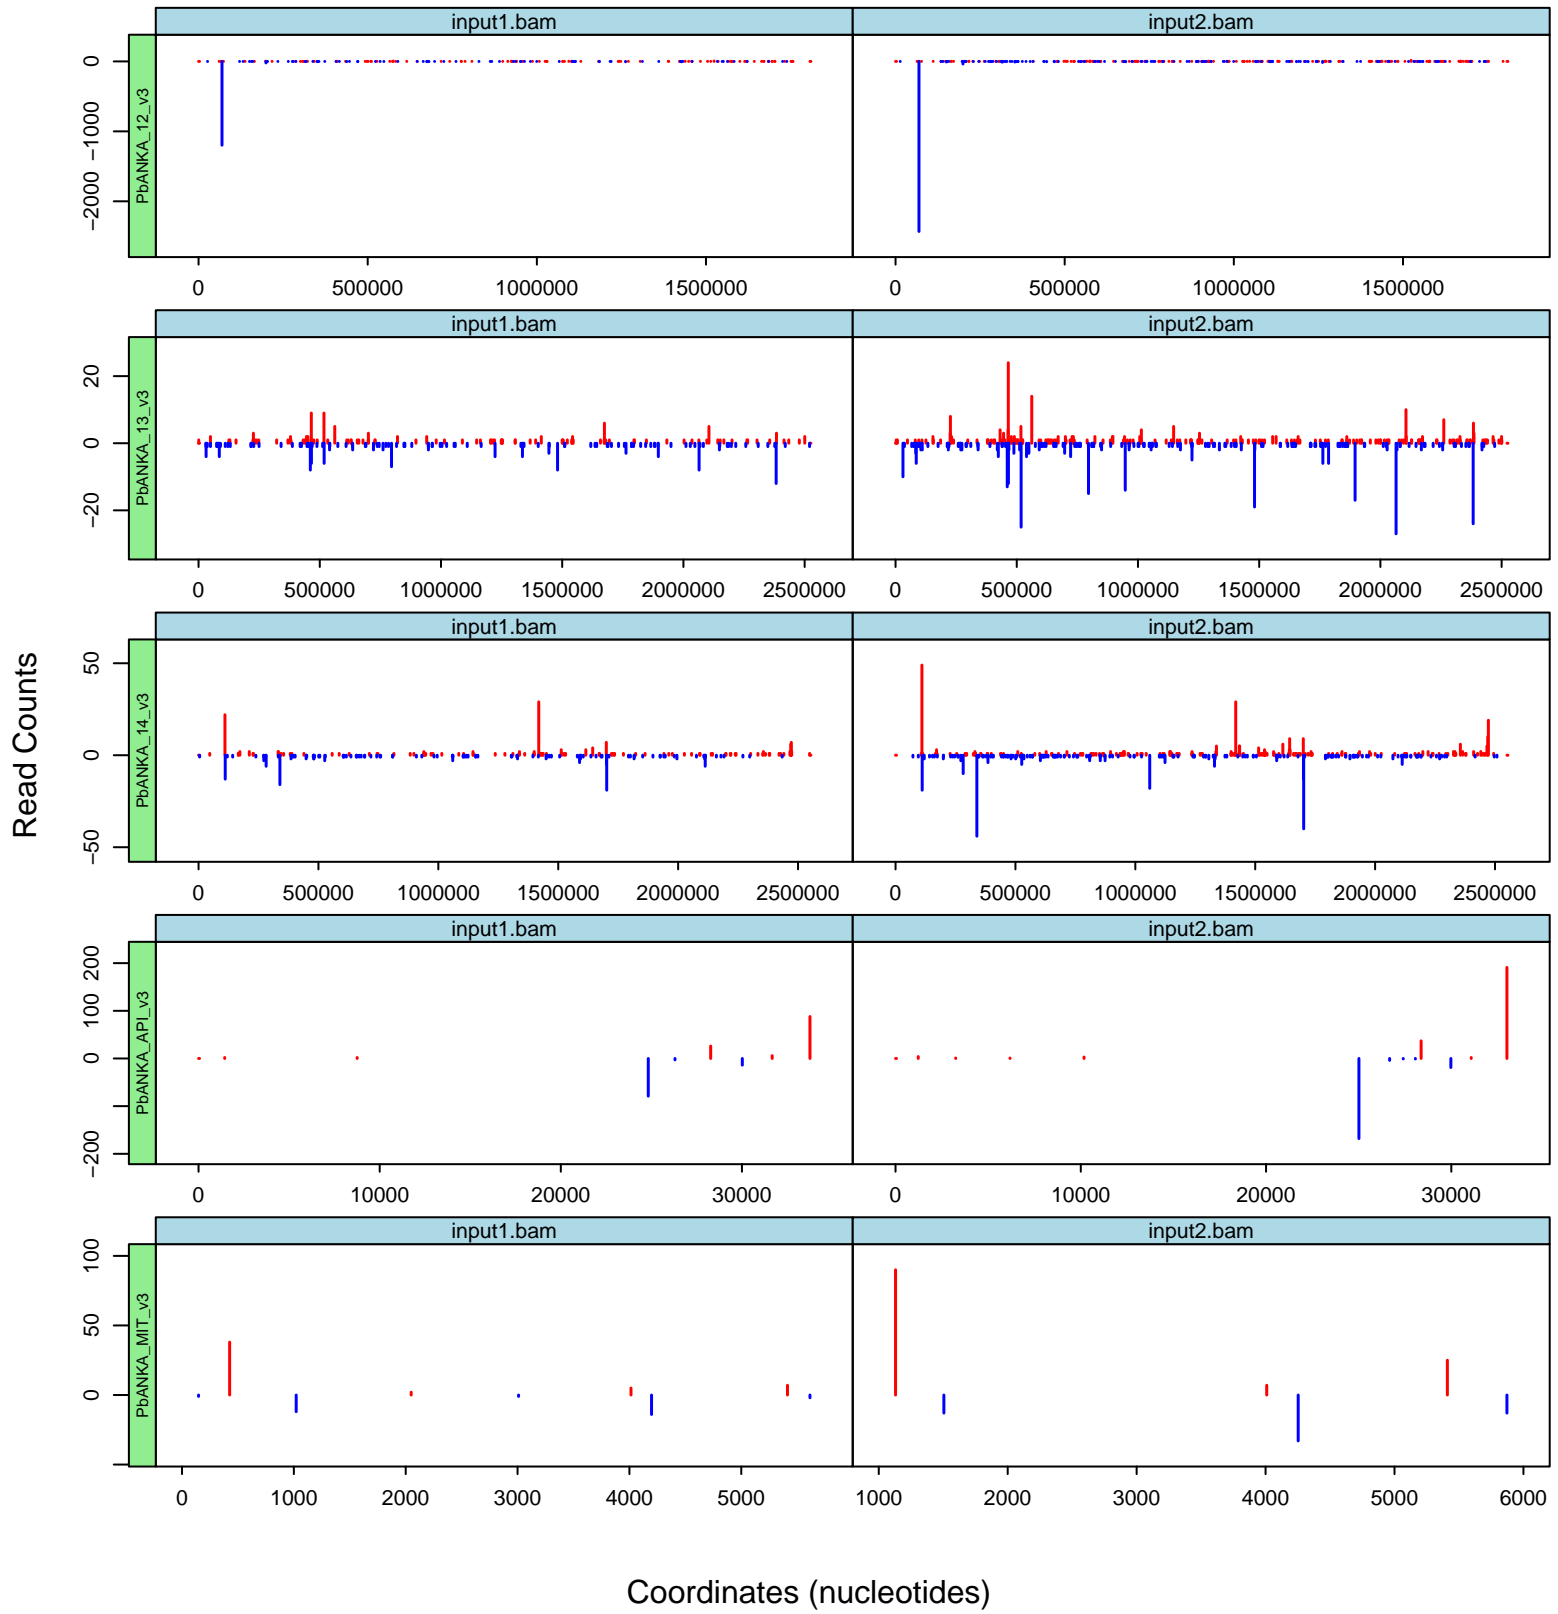 input1.bam input2.bam
PbANKA_12_v3
0
−1000
−2000
0 500000 1000000 1500000 0 500000 1000000 1500000
input1.bam input2.bam
PbANKA_13_v3
20
0
−20
0 500000 1000000 1500000 2000000 2500000 0 500000 1000000 1500000 2000000 2500000
input1.bam input2.bam
PbANKA_14_v3
50
0
−50
0 500000 1000000 1500000 2000000 2500000 0 500000 1000000 1500000 2000000 2500000
Read Counts
input1.bam input2.bam
PbANKA_API_v3
200
100
0
−200
0 10000 20000 30000 0 10000 20000 30000
input1.bam input2.bam
PbANKA_MIT_v3
100
50
0
0 1000 2000 3000 4000 5000 1000 2000 3000 4000 5000 6000
Coordinates (nucleotides)